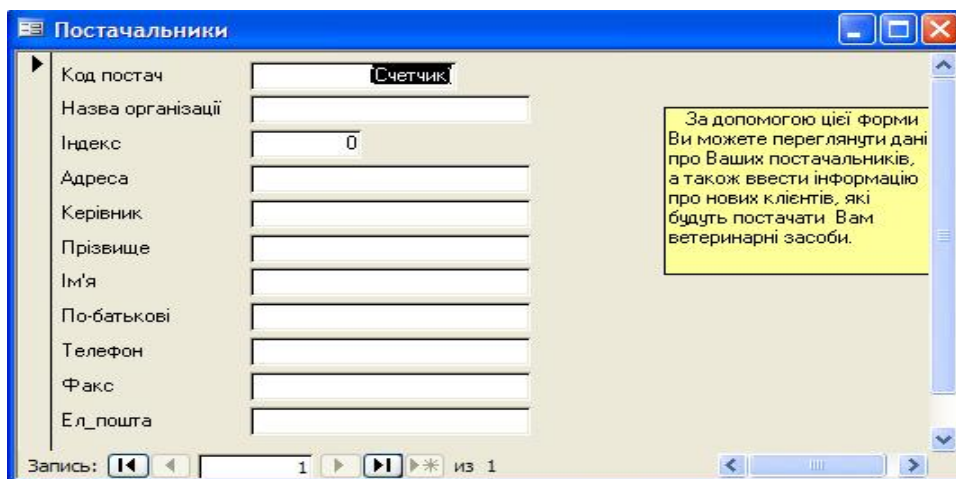 Постачальники
Код постач (Счетчик)
Назва організації
Індекс 0
Адреса
Керівник
Прізвище
Ім'я
По-батькові
Телефон
Факс
Ел_пошта
За допомогою цієї форми
Ви можете переглянути дані
про Ваших постачальників,
а також ввести інформацію
про нових клієнтів, які
будуть постачати Вам
ветеринарні засоби.
Запись: 1 из 1